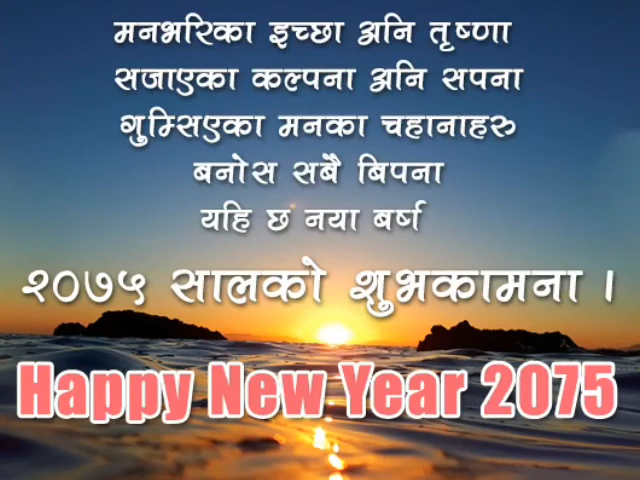 मनभरिका इच्छा अनि तृष्णा
सजाएका कल्पना अनि सपना
गुम्सिएका मनका चहानाहरु
बनोस सबै बिपना
यहि छ नया बर्ष
२०७५ सालको शुभकामना ।
Happy New Year 2075